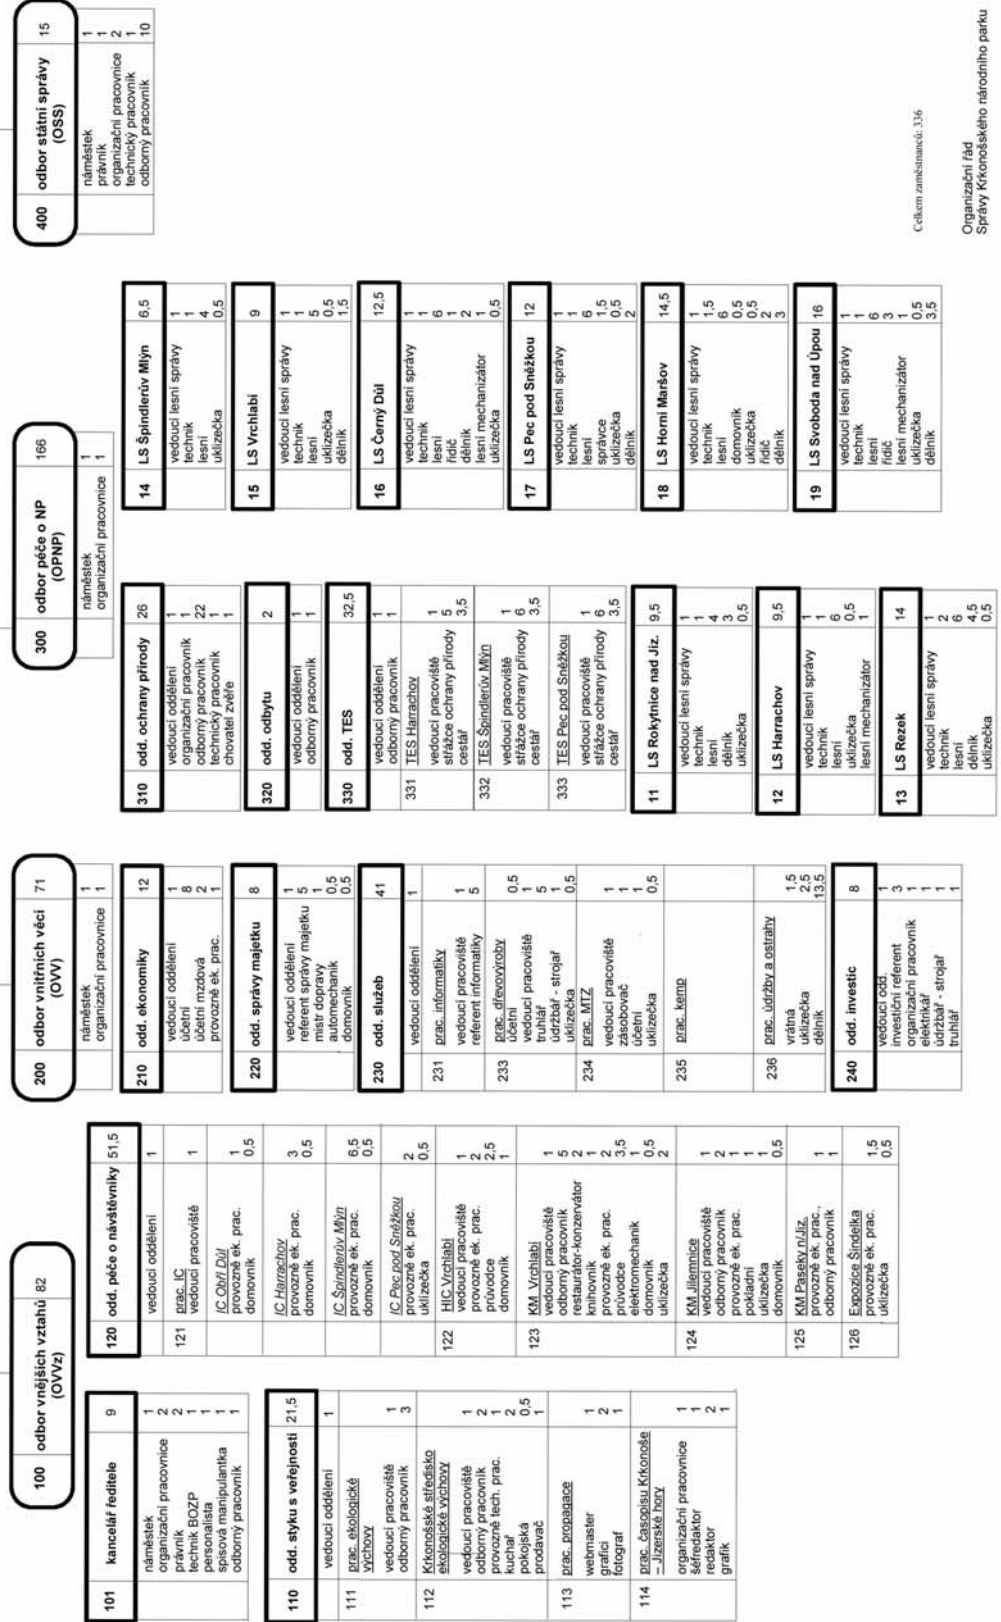 100 odbor vnějších vztahů 82
(OVVz)
101 kancelář ředitele 9
náměstek 1
organizační pracovnice 2
právník 2
technik BOZP 1
personalista 1
spisová manipulantka 1
odborný pracovník 1
110 odd. styku s veřejností 21,5
vedoucí oddělení 1
111 prac. ekologické
výchovy
vedoucí pracoviště 1
odborný pracovník 3
112 Krkonošské středisko
ekologické výchovy
vedoucí pracoviště 1
odborný pracovník 2
provozně tech. prac. 1
kuchař 2
pokojská 0,5
prodavač 1
113 prac. propagace
webmaster 1
grafici 2
fotograf 1
114 prac. časopisu Krkonoše
– Jizerské hory
organizační pracovnice 1
šéfredaktor 1
redaktor 2
grafik 1
120 odd. péče o návštěvníky 51,5
vedoucí oddělení 1
121 prac. IC
vedoucí pracoviště 1
IC Obří Důl
provozně ek. prac. 1
domovník 0,5
IC Harrachov
provozně ek. prac. 3
domovník 0,5
IC Špindlerův Mlýn
provozně ek. prac. 6,5
domovník 0,5
IC Pec pod Sněžkou
provozně ek. prac. 2
uklízečka 0,5
122 HIC Vrchlabí
vedoucí pracoviště 1
provozně ek. prac. 2
průvodce 2,5
domovník 1
123 KM Vrchlabí
vedoucí pracoviště 1
odborný pracovník 5
restaurátor-konzervátor 2
knihovník 1
provozně ek. prac. 2
průvodce 3,5
elektromechanik 1
domovník 0,5
uklízečka 2
124 KM Jilemnice
vedoucí pracoviště 1
odborný pracovník 2
provozně ek. prac. 1
pokladní 1
uklízečka 1
domovník 0,5
125 KM Paseky n/Jiz.
provozně ek. prac., 1
odborný pracovník 1
126 Expozice Šindelka
provozně ek. prac. 1,5
uklízečka 0,5
200 odbor vnitřních věcí 71
(OVV)
náměstek 1
organizační pracovnice 1
210 odd. ekonomiky 12
vedoucí oddělení 1
účetní 8
účetní mzdová 2
provozně ek. prac. 1
220 odd. správy majetku 8
vedoucí oddělení 1
referent správy majetku 5
mistr dopravy 1
automechanik 0,5
domovník 0,5
230 odd. služeb 41
vedoucí oddělení 1
231 prac. informatiky
vedoucí pracoviště 1
referent informatiky 5
233 prac. dřevovýroby
účetní 0,5
vedoucí pracoviště 1
truhlář 5
údržbář - strojař 1
uklízečka 0,5
234 prac. MTZ
vedoucí pracoviště 1
zásobovač 1
účetní 1
uklízečka 0,5
235 prac. kemp
236 prac. údržby a ostrahy
vrátná 1,5
uklízečka 2,5
dělník 13,5
240 odd. investic 8
vedoucí odd. 1
investiční referent 3
organizační pracovník 1
elektrikář 1
údržbář - strojař 1
truhlář 1
300 odbor péče o NP 166
(OPNP)
náměstek 1
organizační pracovnice 1
310 odd. ochrany přírody 26
vedoucí oddělení 1
organizační pracovník 1
odborný pracovník 22
technický pracovník 1
chovatel zvěře 1
320 odd. odbytu 2
vedoucí oddělení 1
odborný pracovník 1
330 odd. TES 32,5
vedoucí oddělení 1
odborný pracovník 1
331 TES Harrachov
vedoucí pracoviště 1
strážce ochrany přírody 5
cestář 3,5
332 TES Špindlerův Mlýn
vedoucí pracoviště 1
strážce ochrany přírody 6
cestář 3,5
333 TES Pec pod Sněžkou
vedoucí pracoviště 1
strážce ochrany přírody 6
cestář 3,5
11 LS Rokytnice nad Jiz. 9,5
vedoucí lesní správy 1
technik 1
lesní 4
dělník 3
uklízečka 0,5
12 LS Harrachov 9,5
vedoucí lesní správy 1
technik 1
lesní 6
uklízečka 0,5
lesní mechanizátor 1
13 LS Rezek 14
vedoucí lesní správy 1
technik 2
lesní 6
dělník 4,5
uklízečka 0,5
14 LS Špindlerův Mlýn 6,5
vedoucí lesní správy 1
technik 1
lesní 4
uklízečka 0,5
15 LS Vrchlabí 9
vedoucí lesní správy 1
technik 1
lesní 5
uklízečka 0,5
dělník 1,5
16 LS Černý Důl 12,5
vedoucí lesní správy 1
technik 1
lesní 6
řidič 1
dělník 2
lesní mechanizátor 1
uklízečka 0,5
17 LS Pec pod Sněžkou 12
vedoucí lesní správy 1
technik 1
lesní 6
správce 1,5
uklízečka 0,5
dělník 2
18 LS Horní Maršov 14,5
vedoucí lesní správy 1
technik 1,5
lesní 6
domovník 0,5
uklízečka 0,5
řidič 2
dělník 3
19 LS Svoboda nad Úpou 16
vedoucí lesní správy 1
technik 1
lesní 6
řidič 3
lesní mechanizátor 1
uklízečka 0,5
dělník 3,5
400 odbor státní správy 15
(OSS)
náměstek 1
právník 1
organizační pracovnice 2
technický pracovník 1
odborný pracovník 10
Celkem zaměstnanců: 336
Organizační řád
Správy Krkonošského národního parku